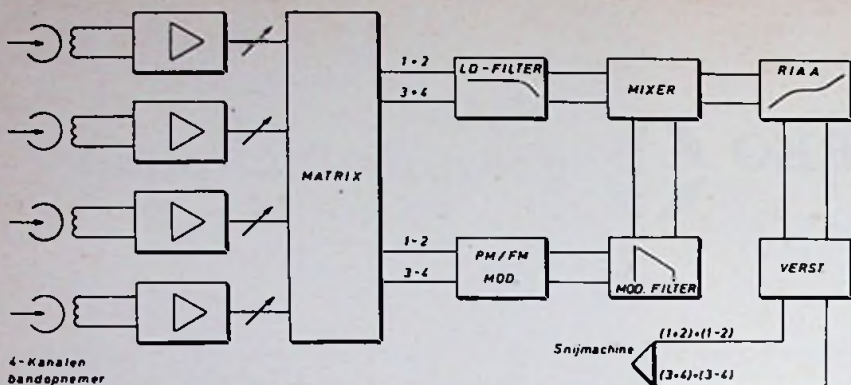 1+2
3+4
LD-FILTER
MIXER
RIAA
MATRIX
1-2
3-4
PM/FM
MOD.
MOD. FILTER
VERST.
4-Kanalen
bandopnemer
Snijmachine
(1+2)+(1-2)
(3+4)+(3-4)